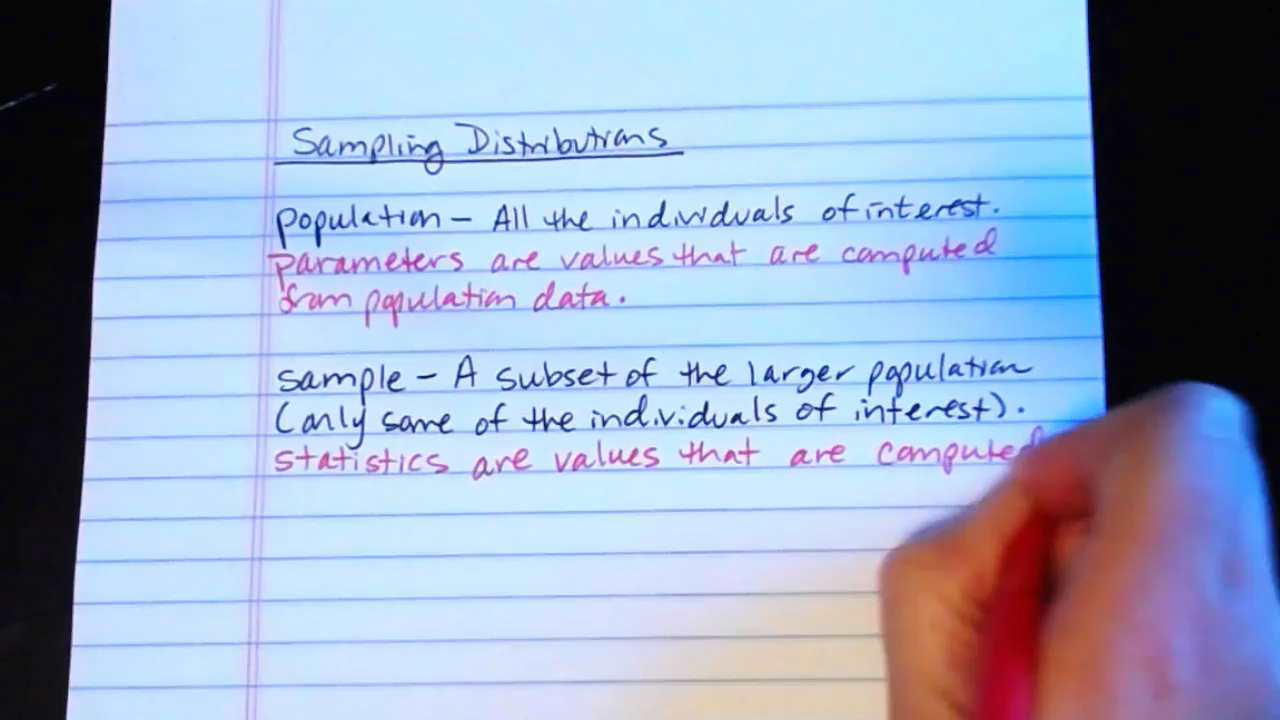 Sampling Distributions
population - All the individuals of interest.
parameters are values that are computed
from population data.
sample - A subset of the larger population
(only some of the individuals of interest).
statistics are values that are computed